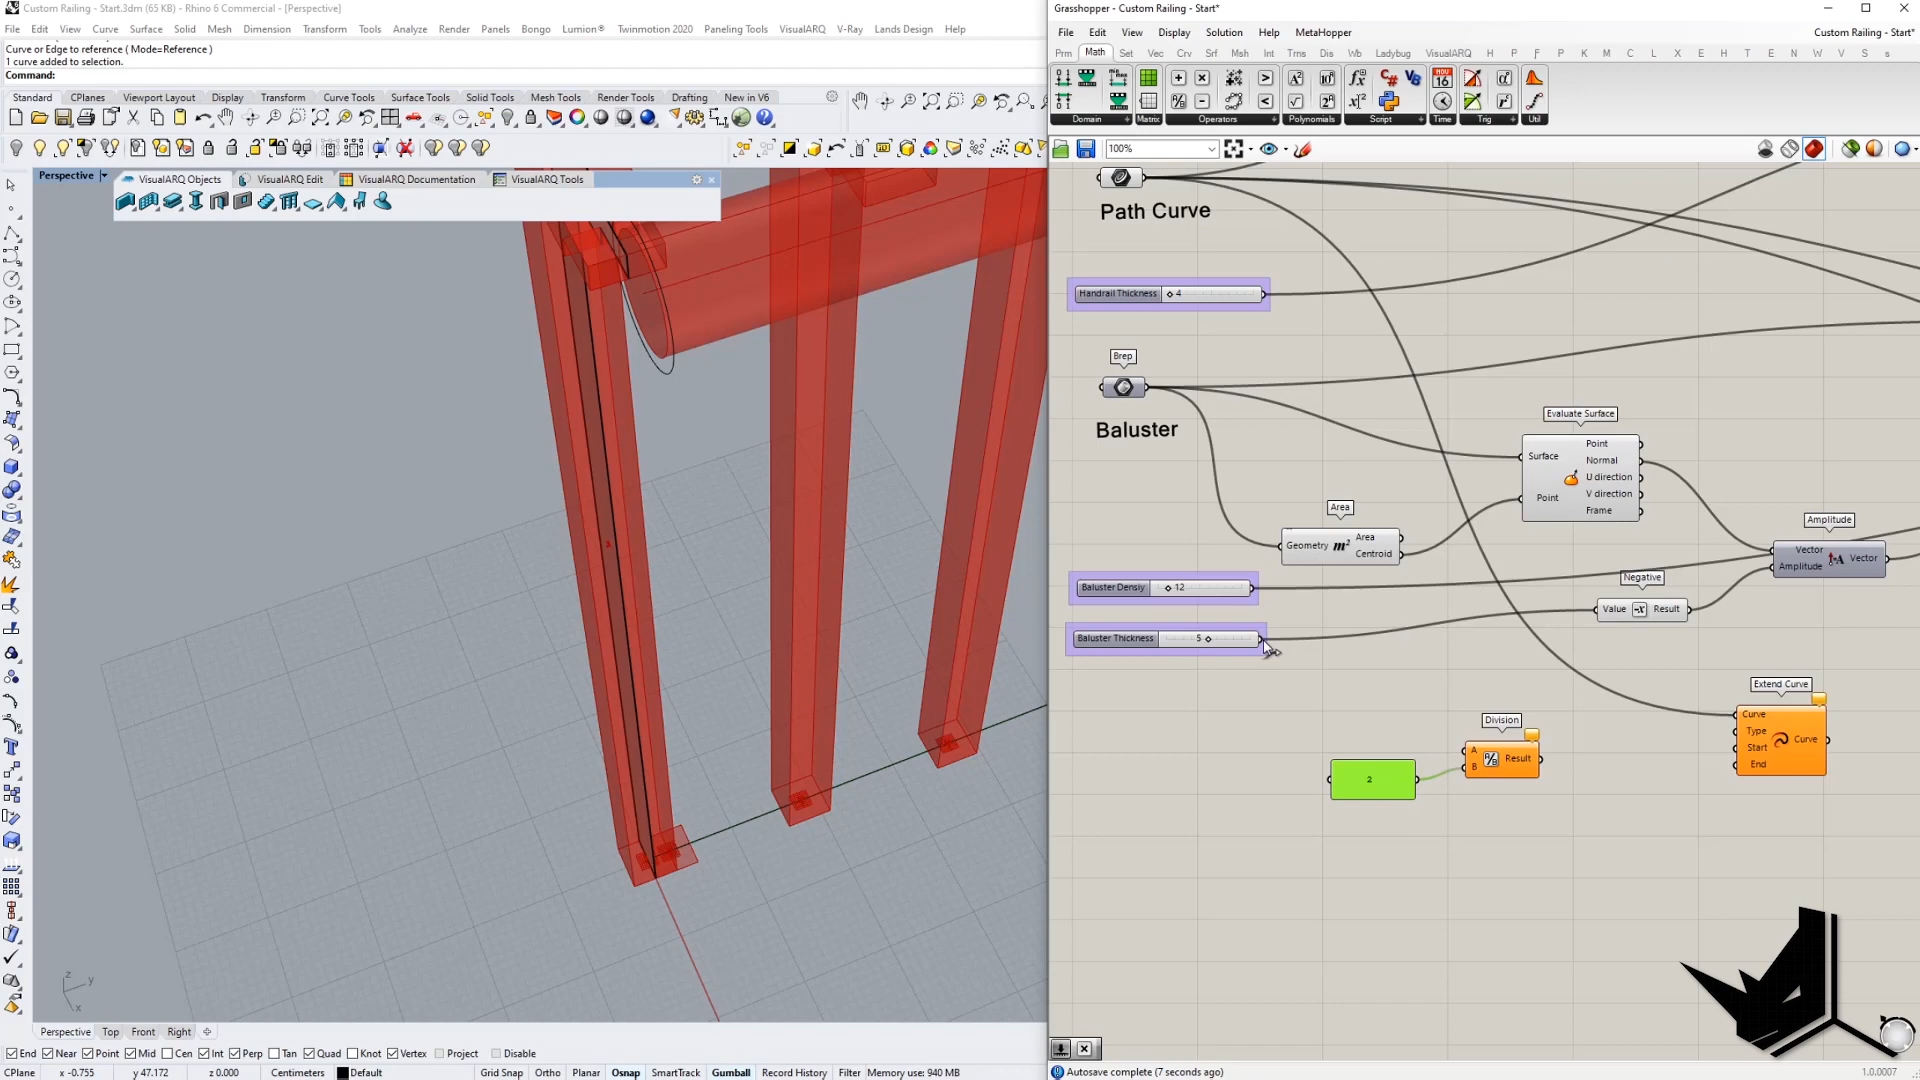 Custom Railing - Start.3dm (65 KB) - Rhino 6 Commercial - [Perspective]
File Edit View Curve Surface Solid Mesh Dimension Transform Tools Analyze Render Panels Bongo Lumion® Twinmotion 2020 Paneling Tools VisualARQ V-Ray Lands Design Help
Curve or Edge to reference ( Mode=Reference )
1 curve added to selection.
Command:
Standard CPlanes Viewport Layout Display Transform Curve Tools Surface Tools Solid Tools Mesh Tools Render Tools Drafting New in V6
Perspective
VisualARQ Objects VisualARQ Edit VisualARQ Documentation VisualARQ Tools
z
y
x
Perspective Top Front Right
End Near Point Mid Cen Int Perp Tan Quad Knot Vertex Project Disable
CPlane x -0.755 y 47.172 z 0.000 Centimeters Default Grid Snap Ortho Planar Osnap SmartTrack Gumball Record History Filter Memory use: 940 MB
Grasshopper - Custom Railing - Start*
File Edit View Display Solution Help MetaHopper Custom Railing - Start*
Prm Math Set Vec Crv Srf Msh Int Trns Dis Wb Ladybug VisualARQ H P F K M C L X E L H T E W N W V S s
Domain Matrix Operators Polynomials Script Time Trig Util
100%
Path Curve
Handrail Thickness 4
Brep
Baluster
Evaluate Surface
Surface
Point
Point
Normal
U direction
V direction
Frame
Area
Geometry
Area
Centroid
Amplitude
Vector
Amplitude
Vector
Baluster Densiy 12
Negative
Value Result
Baluster Thickness 5
Extend Curve
Curve
Type
Start
End
Curve
Division
A
B
Result
2
Autosave complete (7 seconds ago)
1.0.0007